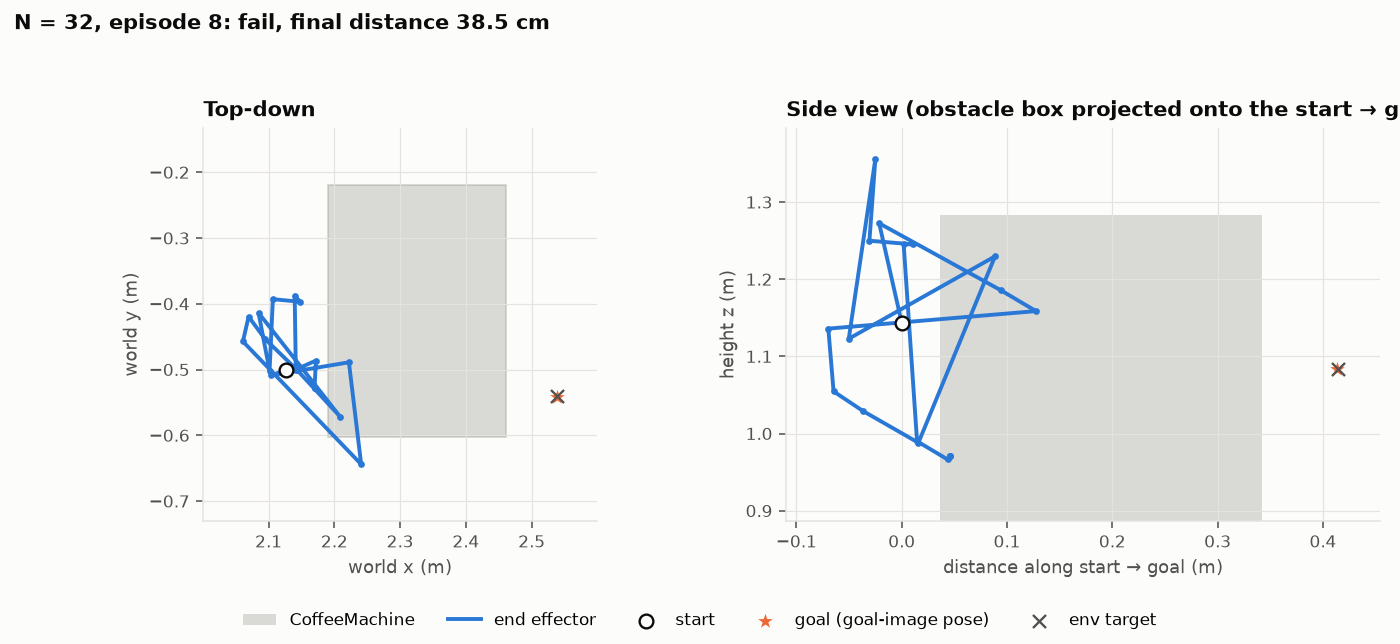 N = 32, episode 8: fail, final distance 38.5 cm
Top-down
−0.2
−0.3
−0.4
−0.5
−0.6
−0.7
world y (m)
2.1 2.2 2.3 2.4 2.5
world x (m)
Side view (obstacle box projected onto the start → g
1.3
1.2
1.1
1.0
0.9
height z (m)
−0.1 0.0 0.1 0.2 0.3 0.4
distance along start → goal (m)
CoffeeMachine end effector start goal (goal-image pose) env target